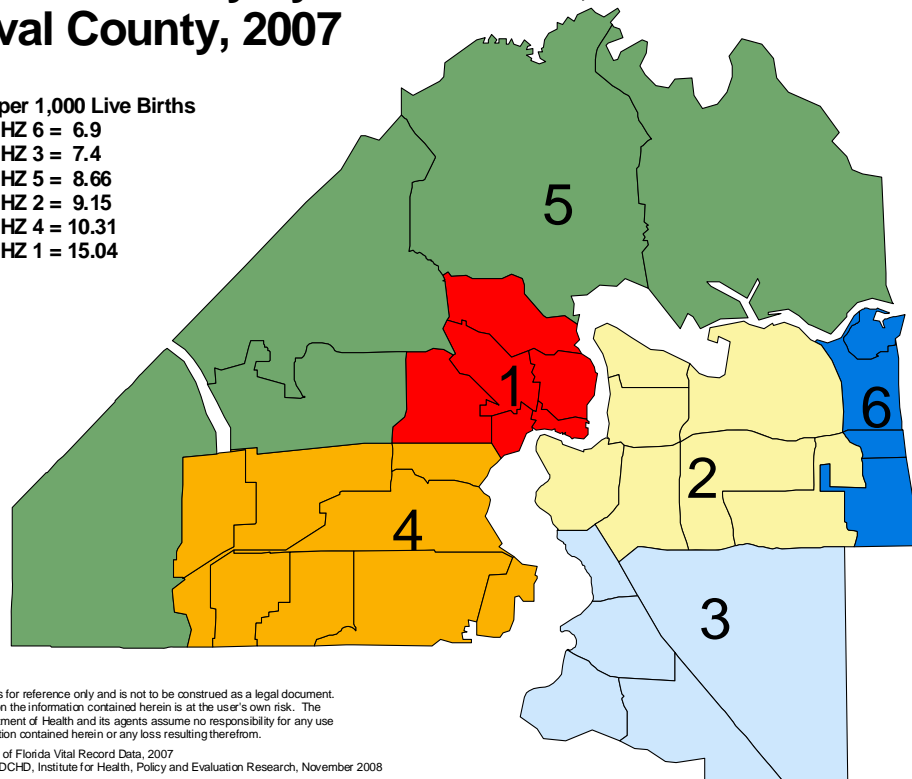 val County, 2007
per 1,000 Live Births
HZ 6 = 6.9
HZ 3 = 7.4
HZ 5 = 8.66
HZ 2 = 9.15
HZ 4 = 10.31
HZ 1 = 15.04
5
1
6
2
4
3
s for reference only and is not to be construed as a legal document.
on the information contained herein is at the user's own risk. The
tment of Health and its agents assume no responsibility for any use
tion contained herein or any loss resulting therefrom.
of Florida Vital Record Data, 2007
DCHD, Institute for Health, Policy and Evaluation Research, November 2008